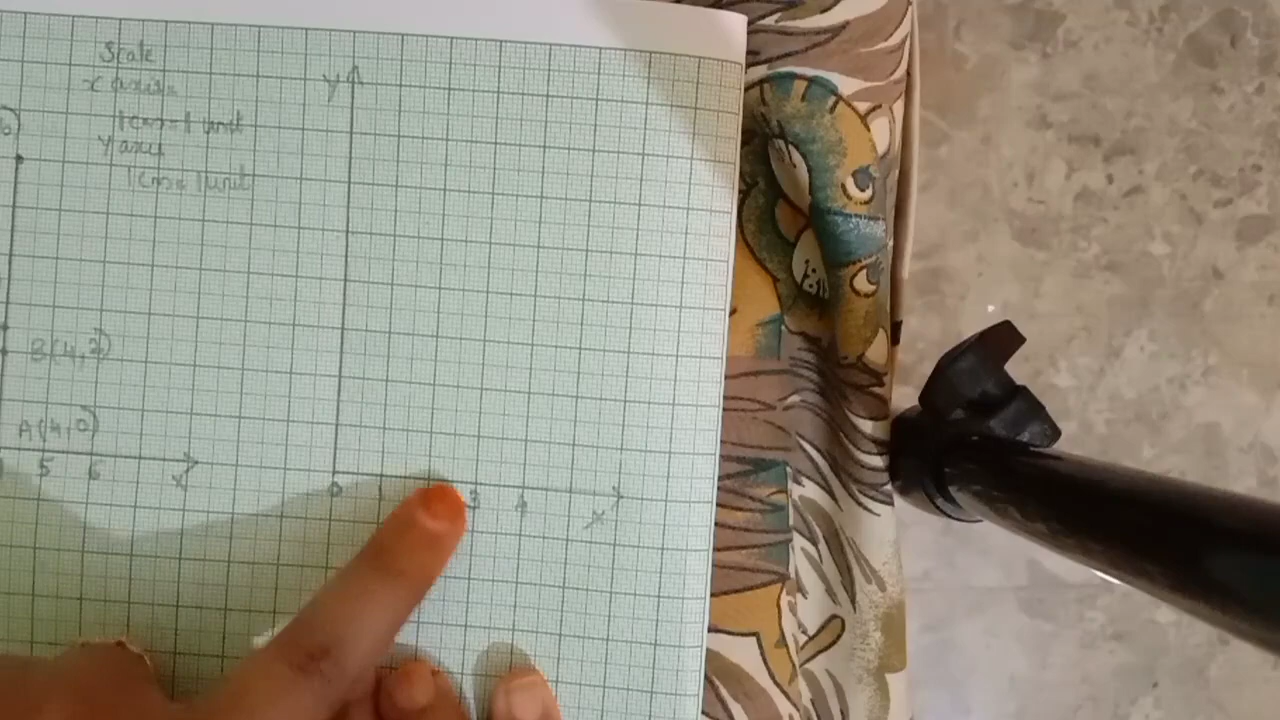 Scale
x axis
1cm=1 unit
Y axis
1cm=1unit
Y
B(4,2)
A(4,0)
5 6
X
0 1 3 4
X